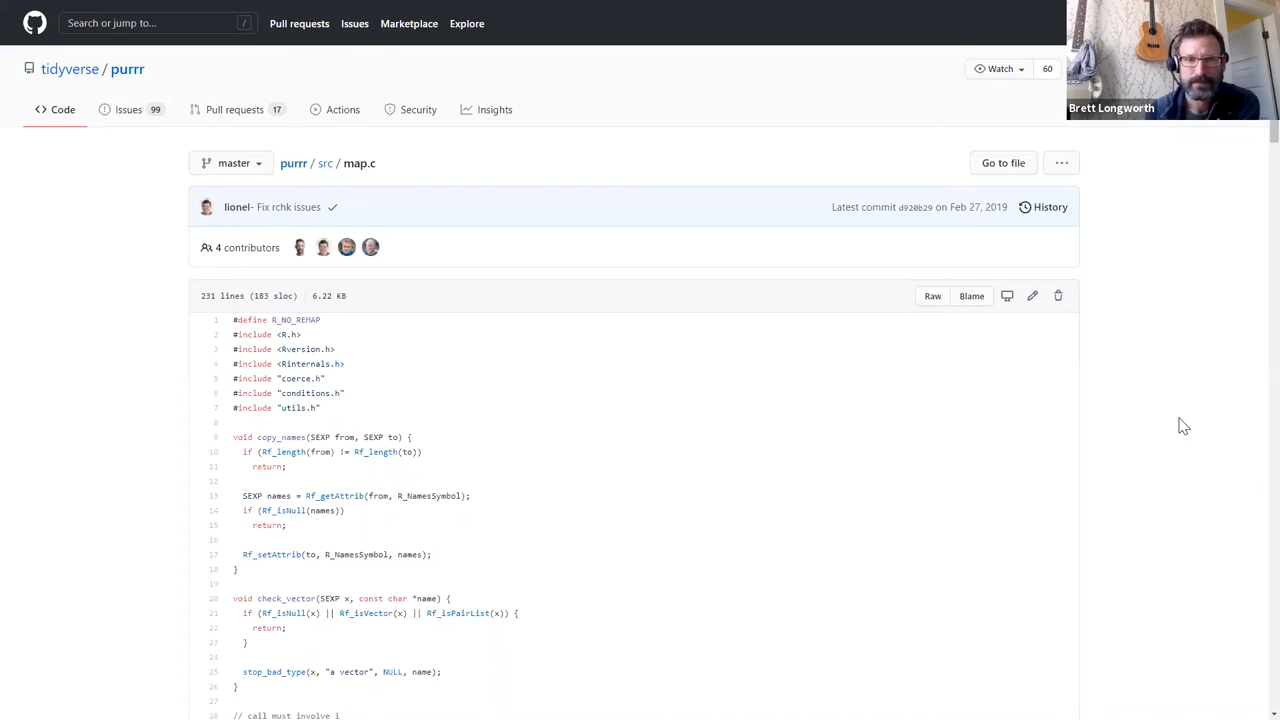 Search or jump to... /
Pull requests Issues Marketplace Explore
Brett Longworth
tidyverse / purrr
Watch 60
Code Issues 99 Pull requests 17 Actions Security Insights
master purrr / src / map.c Go to file ...
lionel- Fix rchk issues Latest commit d920b29 on Feb 27, 2019 History
4 contributors
231 lines (183 sloc) 6.22 KB Raw Blame
1 #define R_NO_REMAP
2 #include <R.h>
3 #include <Rversion.h>
4 #include <Rinternals.h>
5 #include "coerce.h"
6 #include "conditions.h"
7 #include "utils.h"
8
9 void copy_names(SEXP from, SEXP to) {
10 if (Rf_length(from) != Rf_length(to))
11 return;
12
13 SEXP names = Rf_getAttrib(from, R_NamesSymbol);
14 if (Rf_isNull(names))
15 return;
16
17 Rf_setAttrib(to, R_NamesSymbol, names);
18 }
19
20 void check_vector(SEXP x, const char *name) {
21 if (Rf_isNull(x) || Rf_isVector(x) || Rf_isPairList(x)) {
22 return;
23 }
24
25 stop_bad_type(x, "a vector", NULL, name);
26 }
27
28 // call must involve i